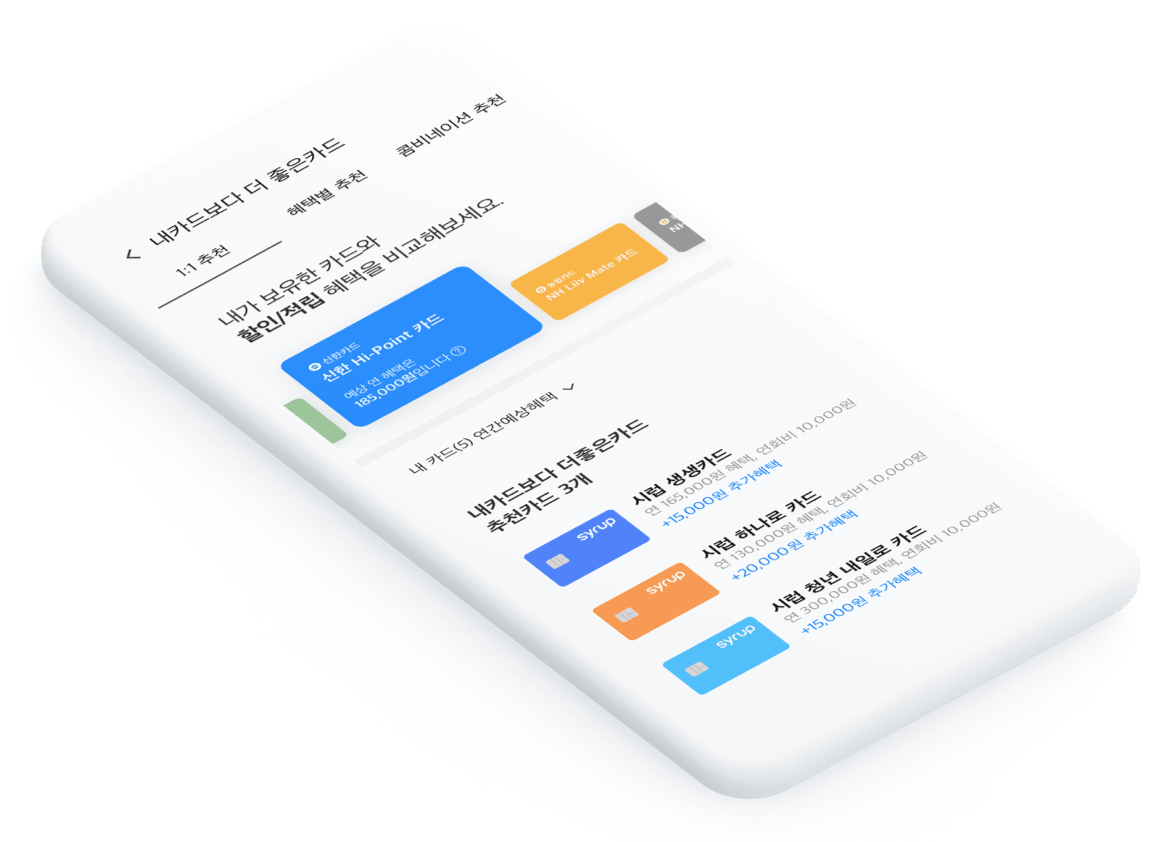 내카드보다 더 좋은카드
1:1 추천
혜택별 추천
콤비네이션 추천
내가 보유한 카드와
할인/적립 혜택을 비교해보세요.
신한카드
신한 Hi-Point 카드
예상 연 혜택은
185,000원입니다 ?
농협카드
NH Liiv Mate 카드
NH
내 카드(5) 연간예상혜택
내카드보다 더좋은카드
추천카드 3개
syrup
시럽 생생카드
연 165,000원 혜택, 연회비 10,000원
+15,000원 추가혜택
syrup
시럽 하나로 카드
연 130,000원 혜택, 연회비 10,000원
+20,000원 추가혜택
syrup
시럽 청년 내일로 카드
연 300,000원 혜택, 연회비 10,000원
+15,000원 추가혜택